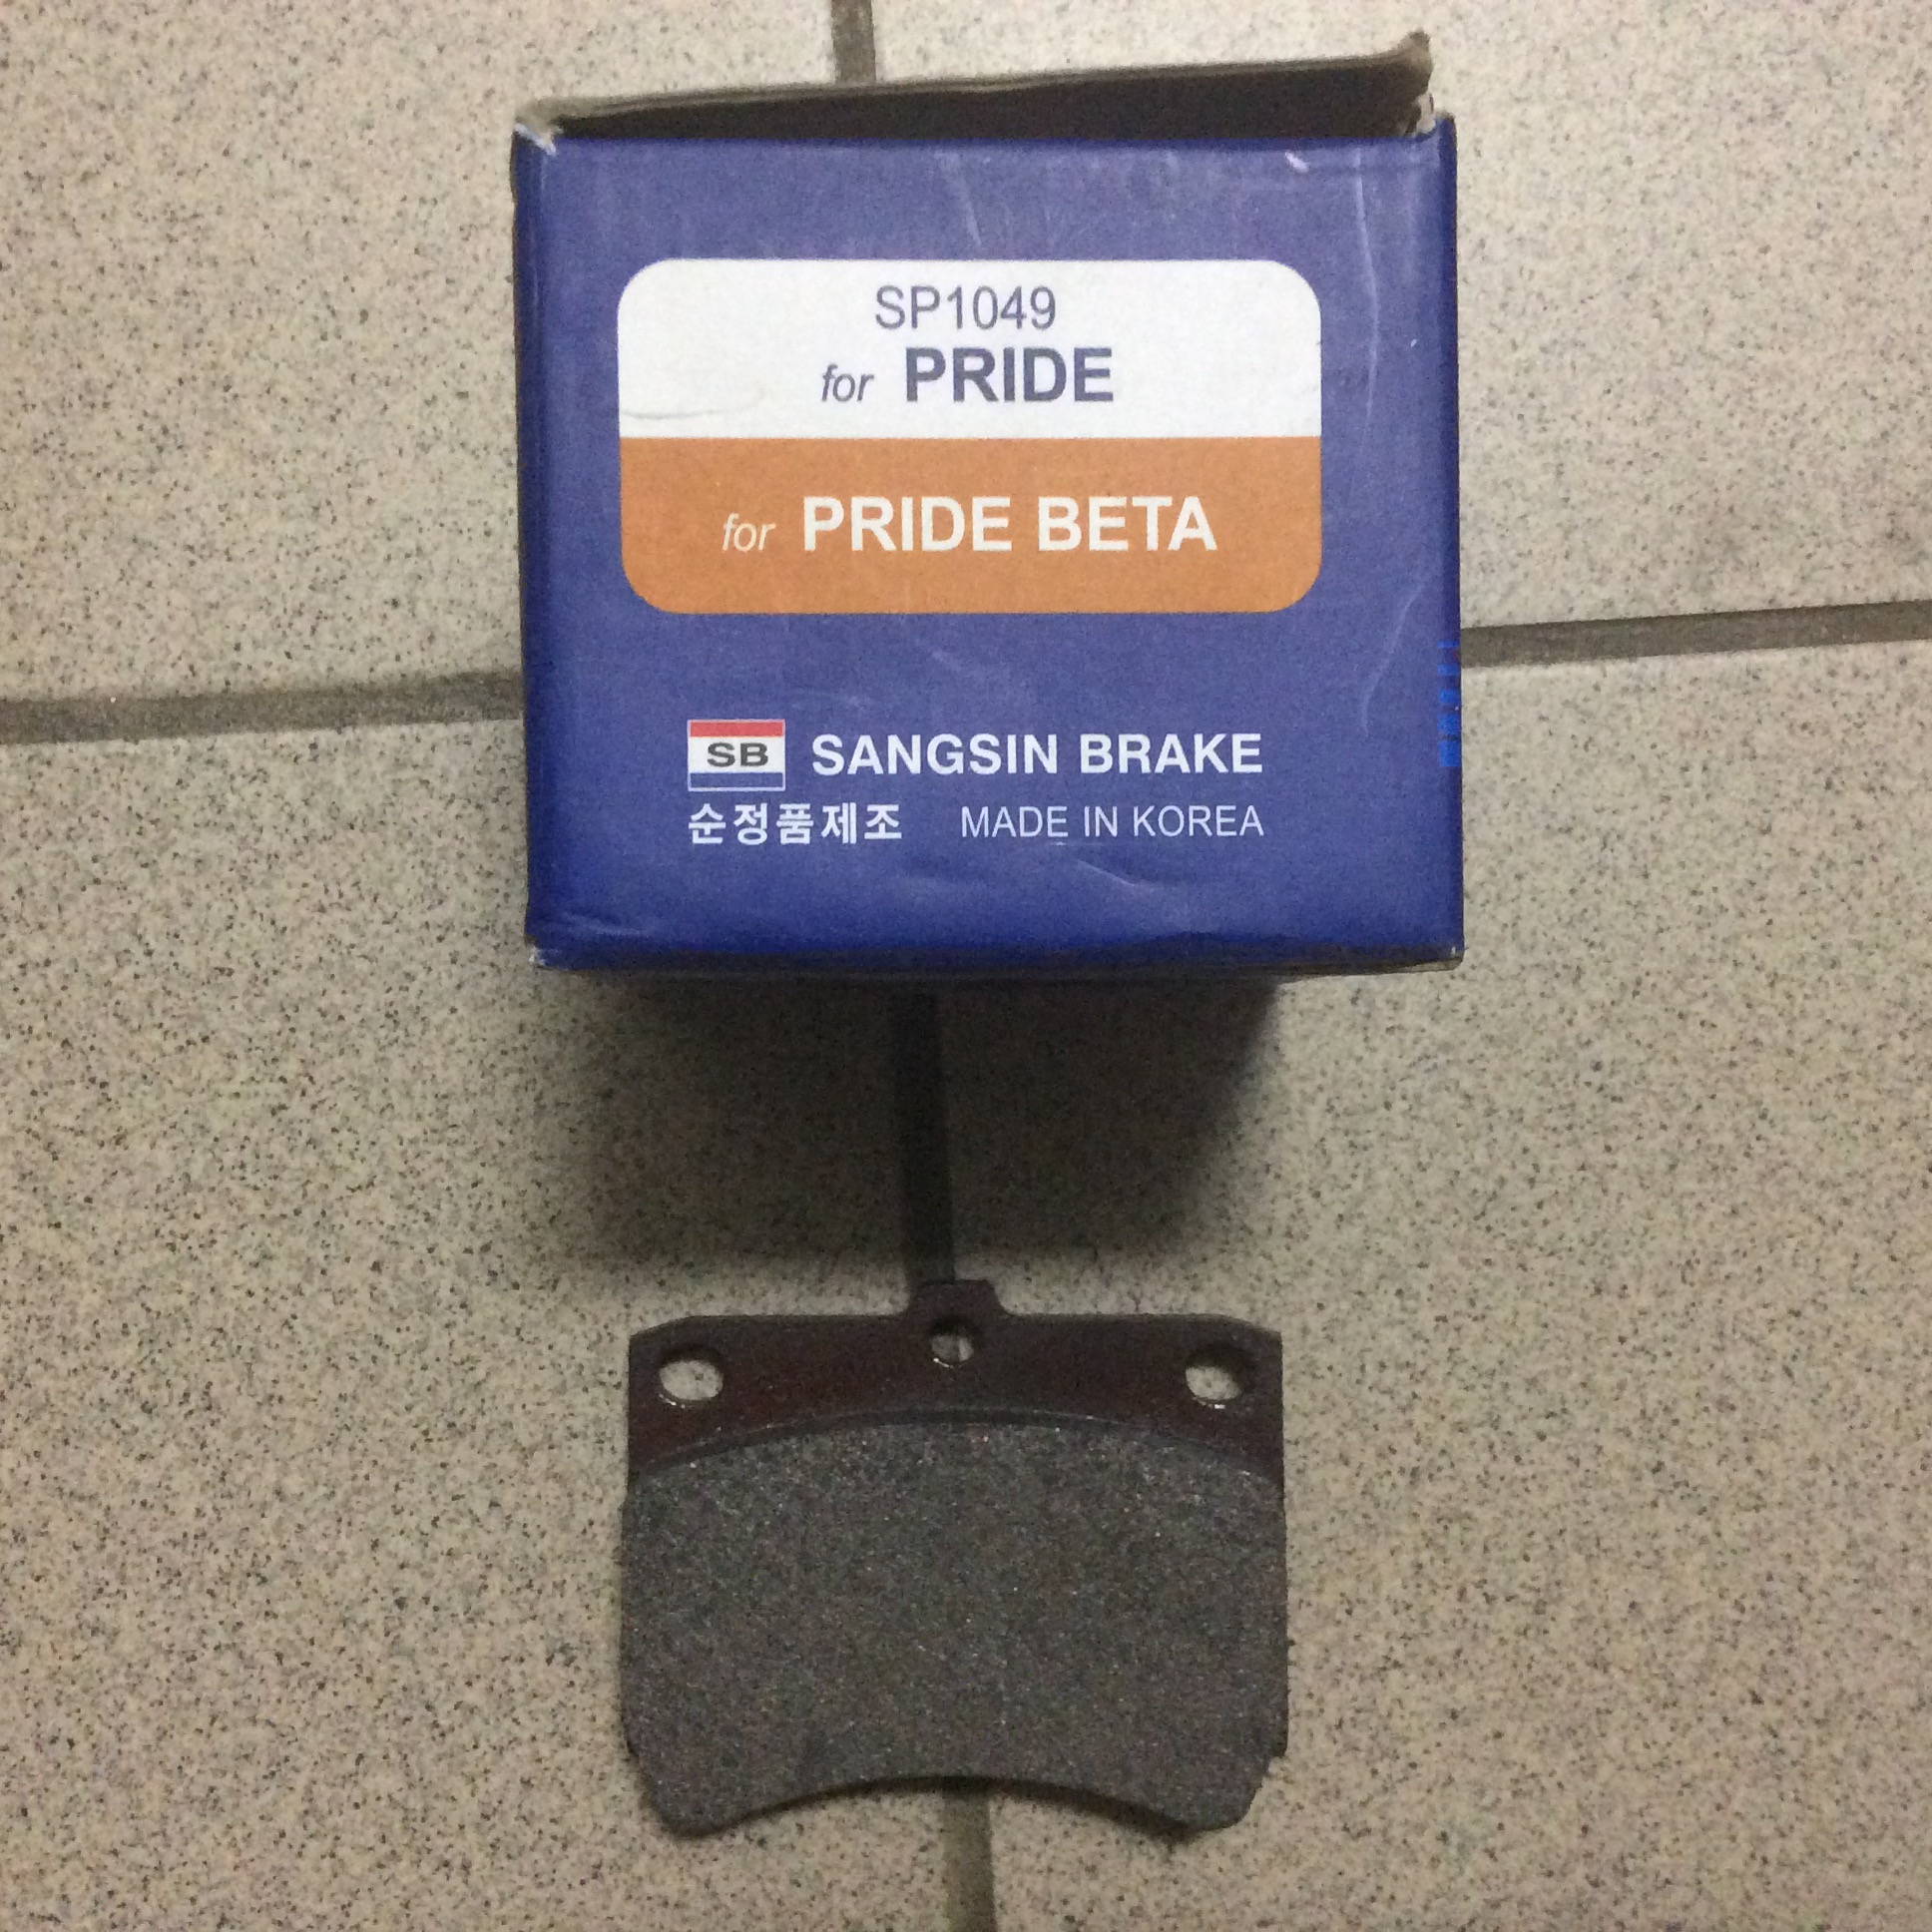 SP1049
for PRIDE
for PRIDE BETA
SB SANGSIN BRAKE
순정품제조 MADE IN KOREA